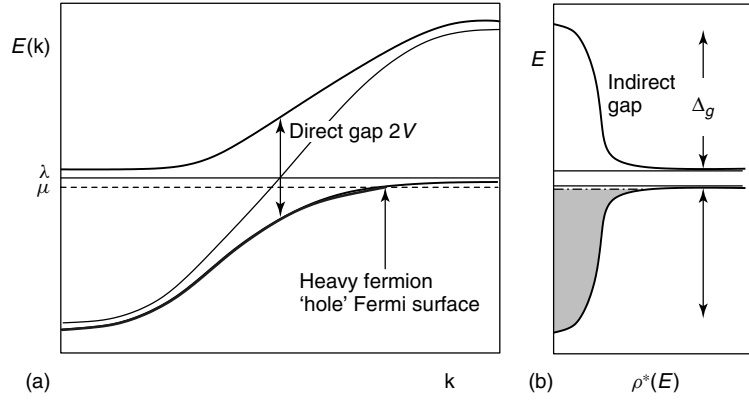 E(k)
λ
μ
Direct gap 2V
Heavy fermion
‘hole’ Fermi surface
(a)
k
E
Indirect
gap
Δg
(b)
ρ*(E)